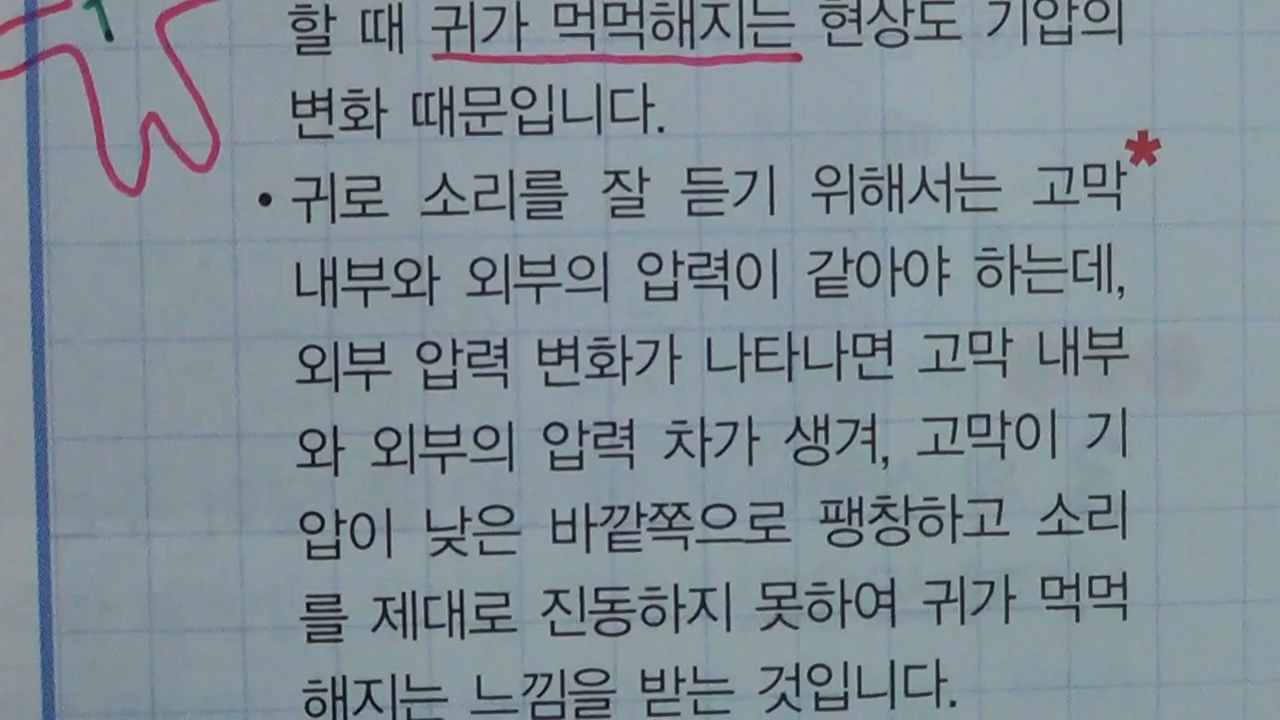 할 때 귀가 먹먹해지는 현상도 기압의
변화 때문입니다.
• 귀로 소리를 잘 듣기 위해서는 고막*
내부와 외부의 압력이 같아야 하는데,
외부 압력 변화가 나타나면 고막 내부
와 외부의 압력 차가 생겨, 고막이 기
압이 낮은 바깥쪽으로 팽창하고 소리
를 제대로 진동하지 못하여 귀가 먹먹
해지는 느낌을 받는 것입니다.